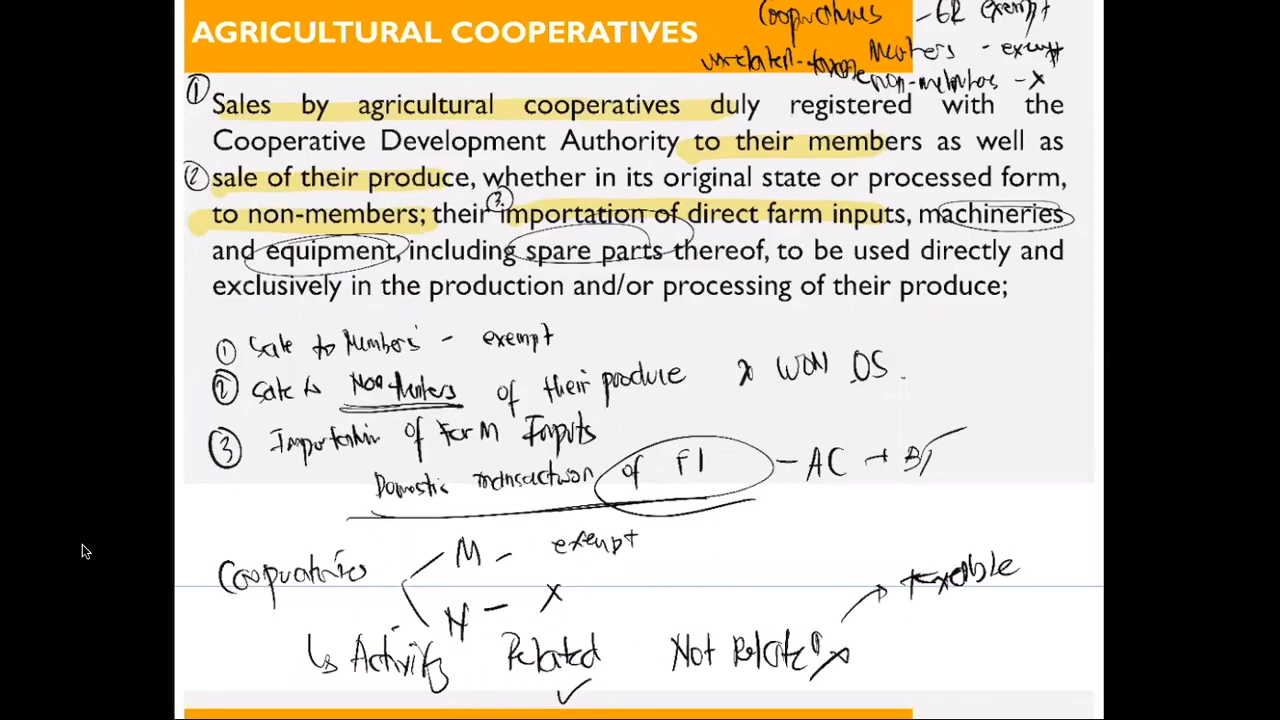 AGRICULTURAL COOPERATIVES
Cooperatives - GR exempt
Members - exempt
unrelated - non-members - x
① Sales by agricultural cooperatives duly registered with the
Cooperative Development Authority to their members as well as
② sale of their produce, whether in its original state or processed form,
to non-members; their ③ importation of direct farm inputs, machineries
and equipment, including spare parts thereof, to be used directly and
exclusively in the production and/or processing of their produce;
① Sale to Members - exempt
② Sale to Non-Members of their produce x WON OS.
③ Importation of Farm Inputs
Domestic transaction of FI - AC →
Cooperatives M - exempt
N - x
taxable
↳ Activity Related Not Related x
✓